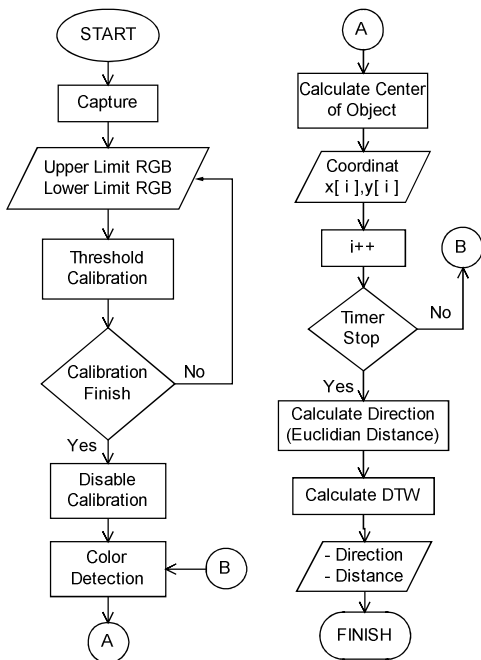 START
Capture
Upper Limit RGB
Lower Limit RGB
Threshold
Calibration
Calibration
Finish
No
Yes
Disable
Calibration
Color
Detection
B
A
A
Calculate Center
of Object
Coordinat
x[ i ],y[ i ]
i++
B
Timer
Stop
No
Yes
Calculate Direction
(Euclidian Distance)
Calculate DTW
- Direction
- Distance
FINISH